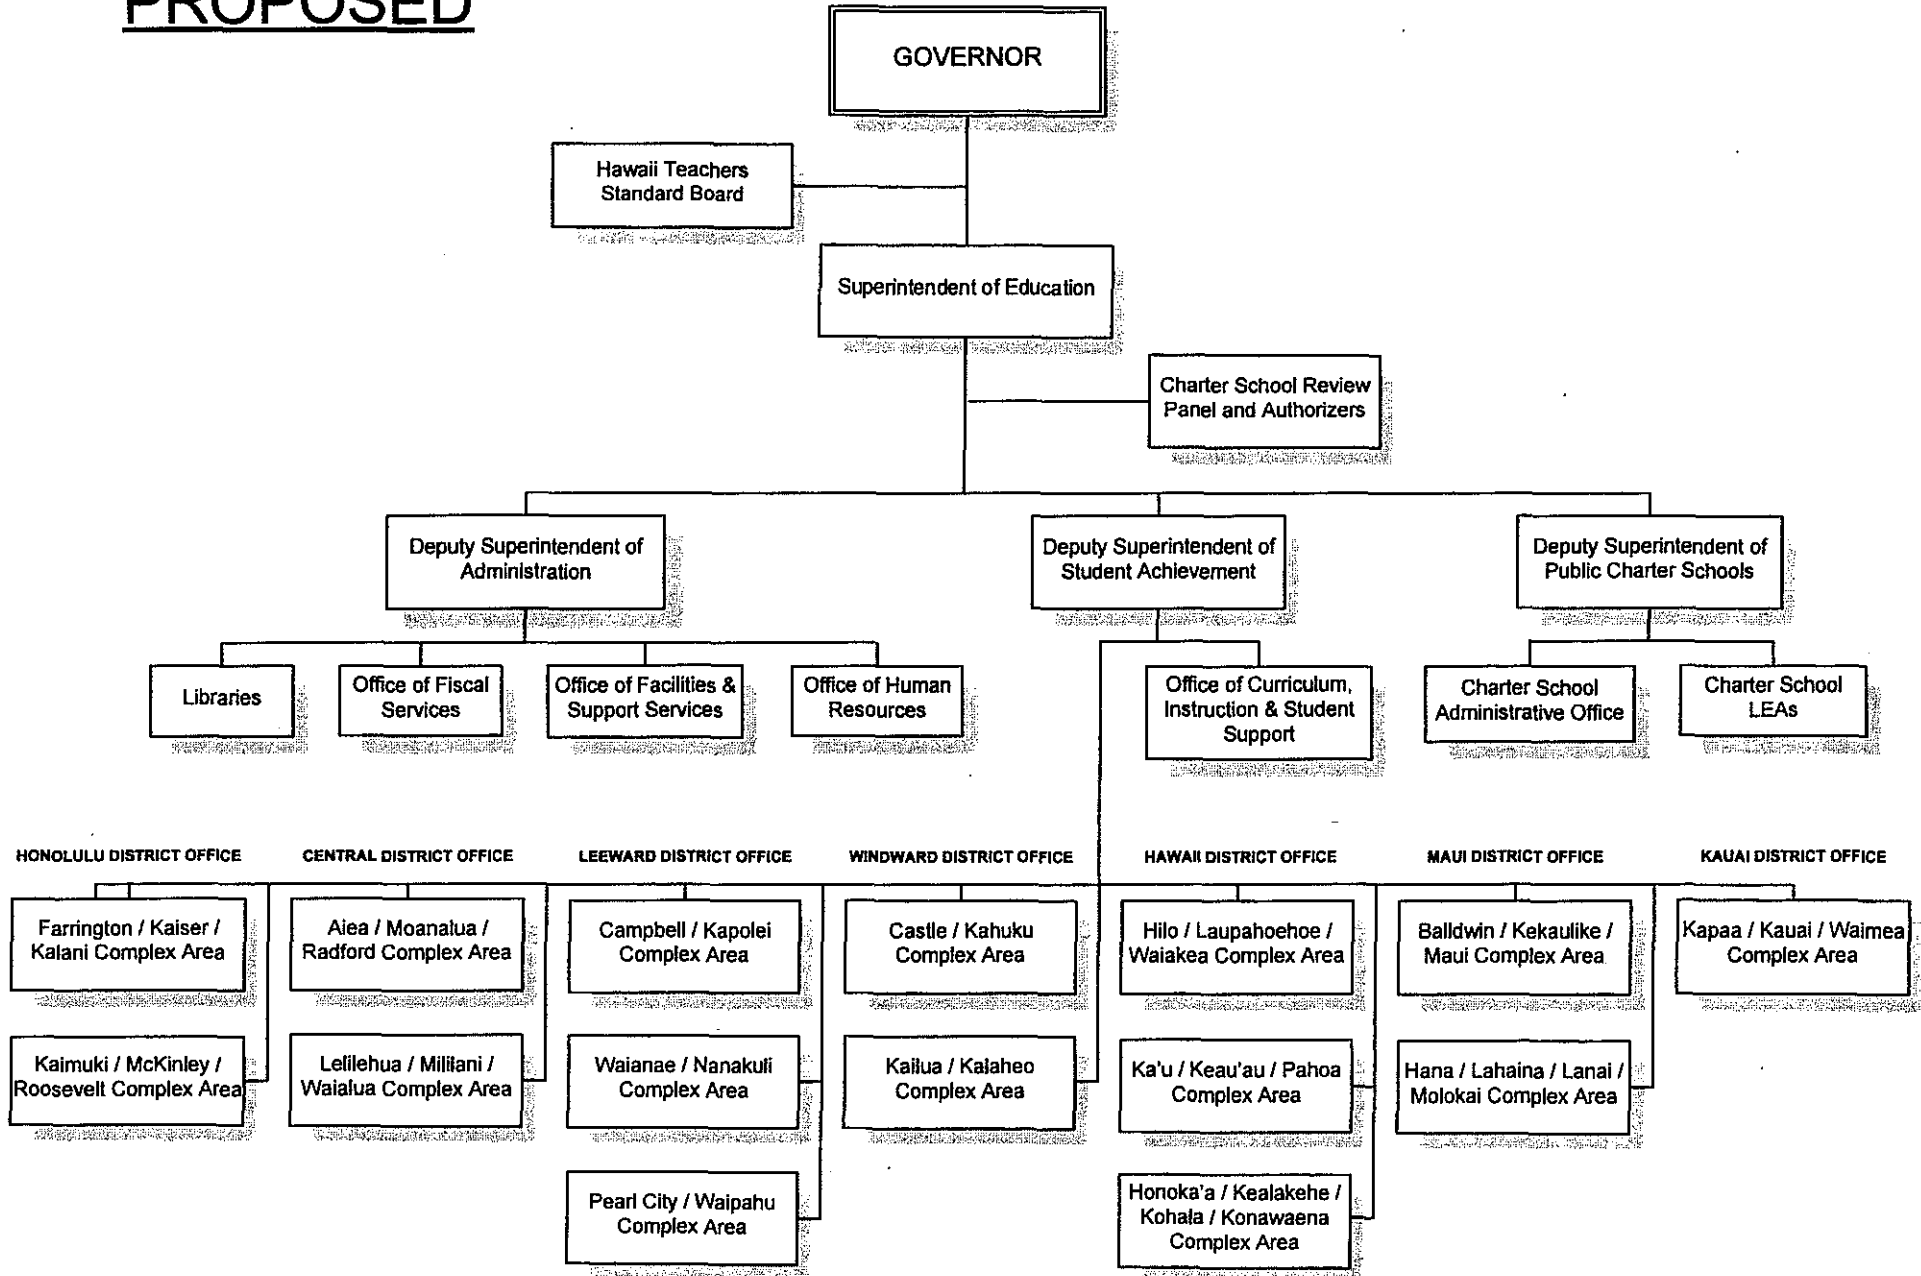 PROPOSED
GOVERNOR
Hawaii Teachers
Standard Board
Superintendent of Education
Charter School Review
Panel and Authorizers
Deputy Superintendent of
Administration
Deputy Superintendent of
Student Achievement
Deputy Superintendent of
Public Charter Schools
Libraries
Office of Fiscal
Services
Office of Facilities &
Support Services
Office of Human
Resources
Office of Curriculum,
Instruction & Student
Support
Charter School
Administrative Office
Charter School
LEAs
HONOLULU DISTRICT OFFICE
CENTRAL DISTRICT OFFICE
LEEWARD DISTRICT OFFICE
WINDWARD DISTRICT OFFICE
HAWAII DISTRICT OFFICE
MAUI DISTRICT OFFICE
KAUAI DISTRICT OFFICE
Farrington / Kaiser /
Kalani Complex Area
Aiea / Moanalua /
Radford Complex Area
Campbell / Kapolei
Complex Area
Castle / Kahuku
Complex Area
Hilo / Laupahoehoe /
Waiakea Complex Area
Balldwin / Kekaulike /
Maui Complex Area
Kapaa / Kauai / Waimea
Complex Area
Kaimuki / McKinley /
Roosevelt Complex Area
Lelilehua / Mililani /
Waialua Complex Area
Waianae / Nanakuli
Complex Area
Kailua / Kalaheo
Complex Area
Ka'u / Keau'au / Pahoa
Complex Area
Hana / Lahaina / Lanai /
Molokai Complex Area
Pearl City / Waipahu
Complex Area
Honoka'a / Kealakehe /
Kohala / Konawaena
Complex Area